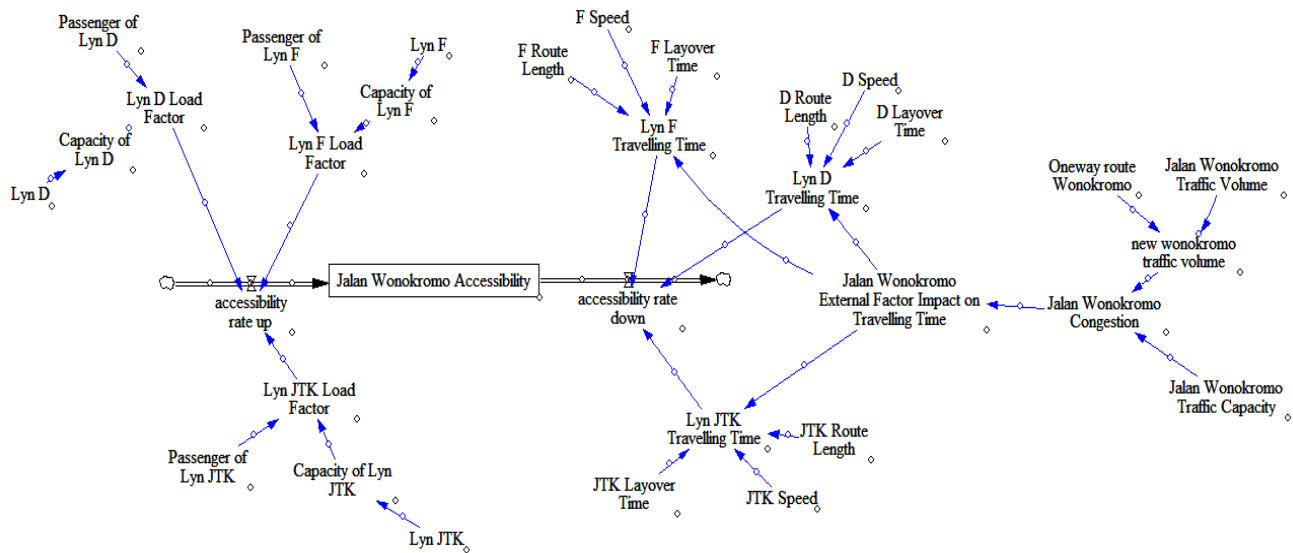 Passenger of
Lyn D
Passenger of
Lyn F
Lyn F
Capacity of
Lyn F
Lyn D Load
Factor
Capacity of
Lyn D
Lyn D
Lyn F Load
Factor
F Speed
F Route
Length
F Layover
Time
Lyn F
Travelling Time
D Speed
D Route
Length
D Layover
Time
Lyn D
Travelling Time
Oneway route
Wonokromo
Jalan Wonokromo
Traffic Volume
new wonokromo
traffic volume
accessibility
rate up
Jalan Wonokromo Accessibility
accessibility rate
down
Jalan Wonokromo
External Factor Impact on
Travelling Time
Jalan Wonokromo
Congestion
Jalan Wonokromo
Traffic Capacity
Lyn JTK Load
Factor
Passenger of
Lyn JTK
Capacity of Lyn
JTK
Lyn JTK
Lyn JTK
Travelling Time
JTK Route
Length
JTK Layover
Time
JTK Speed